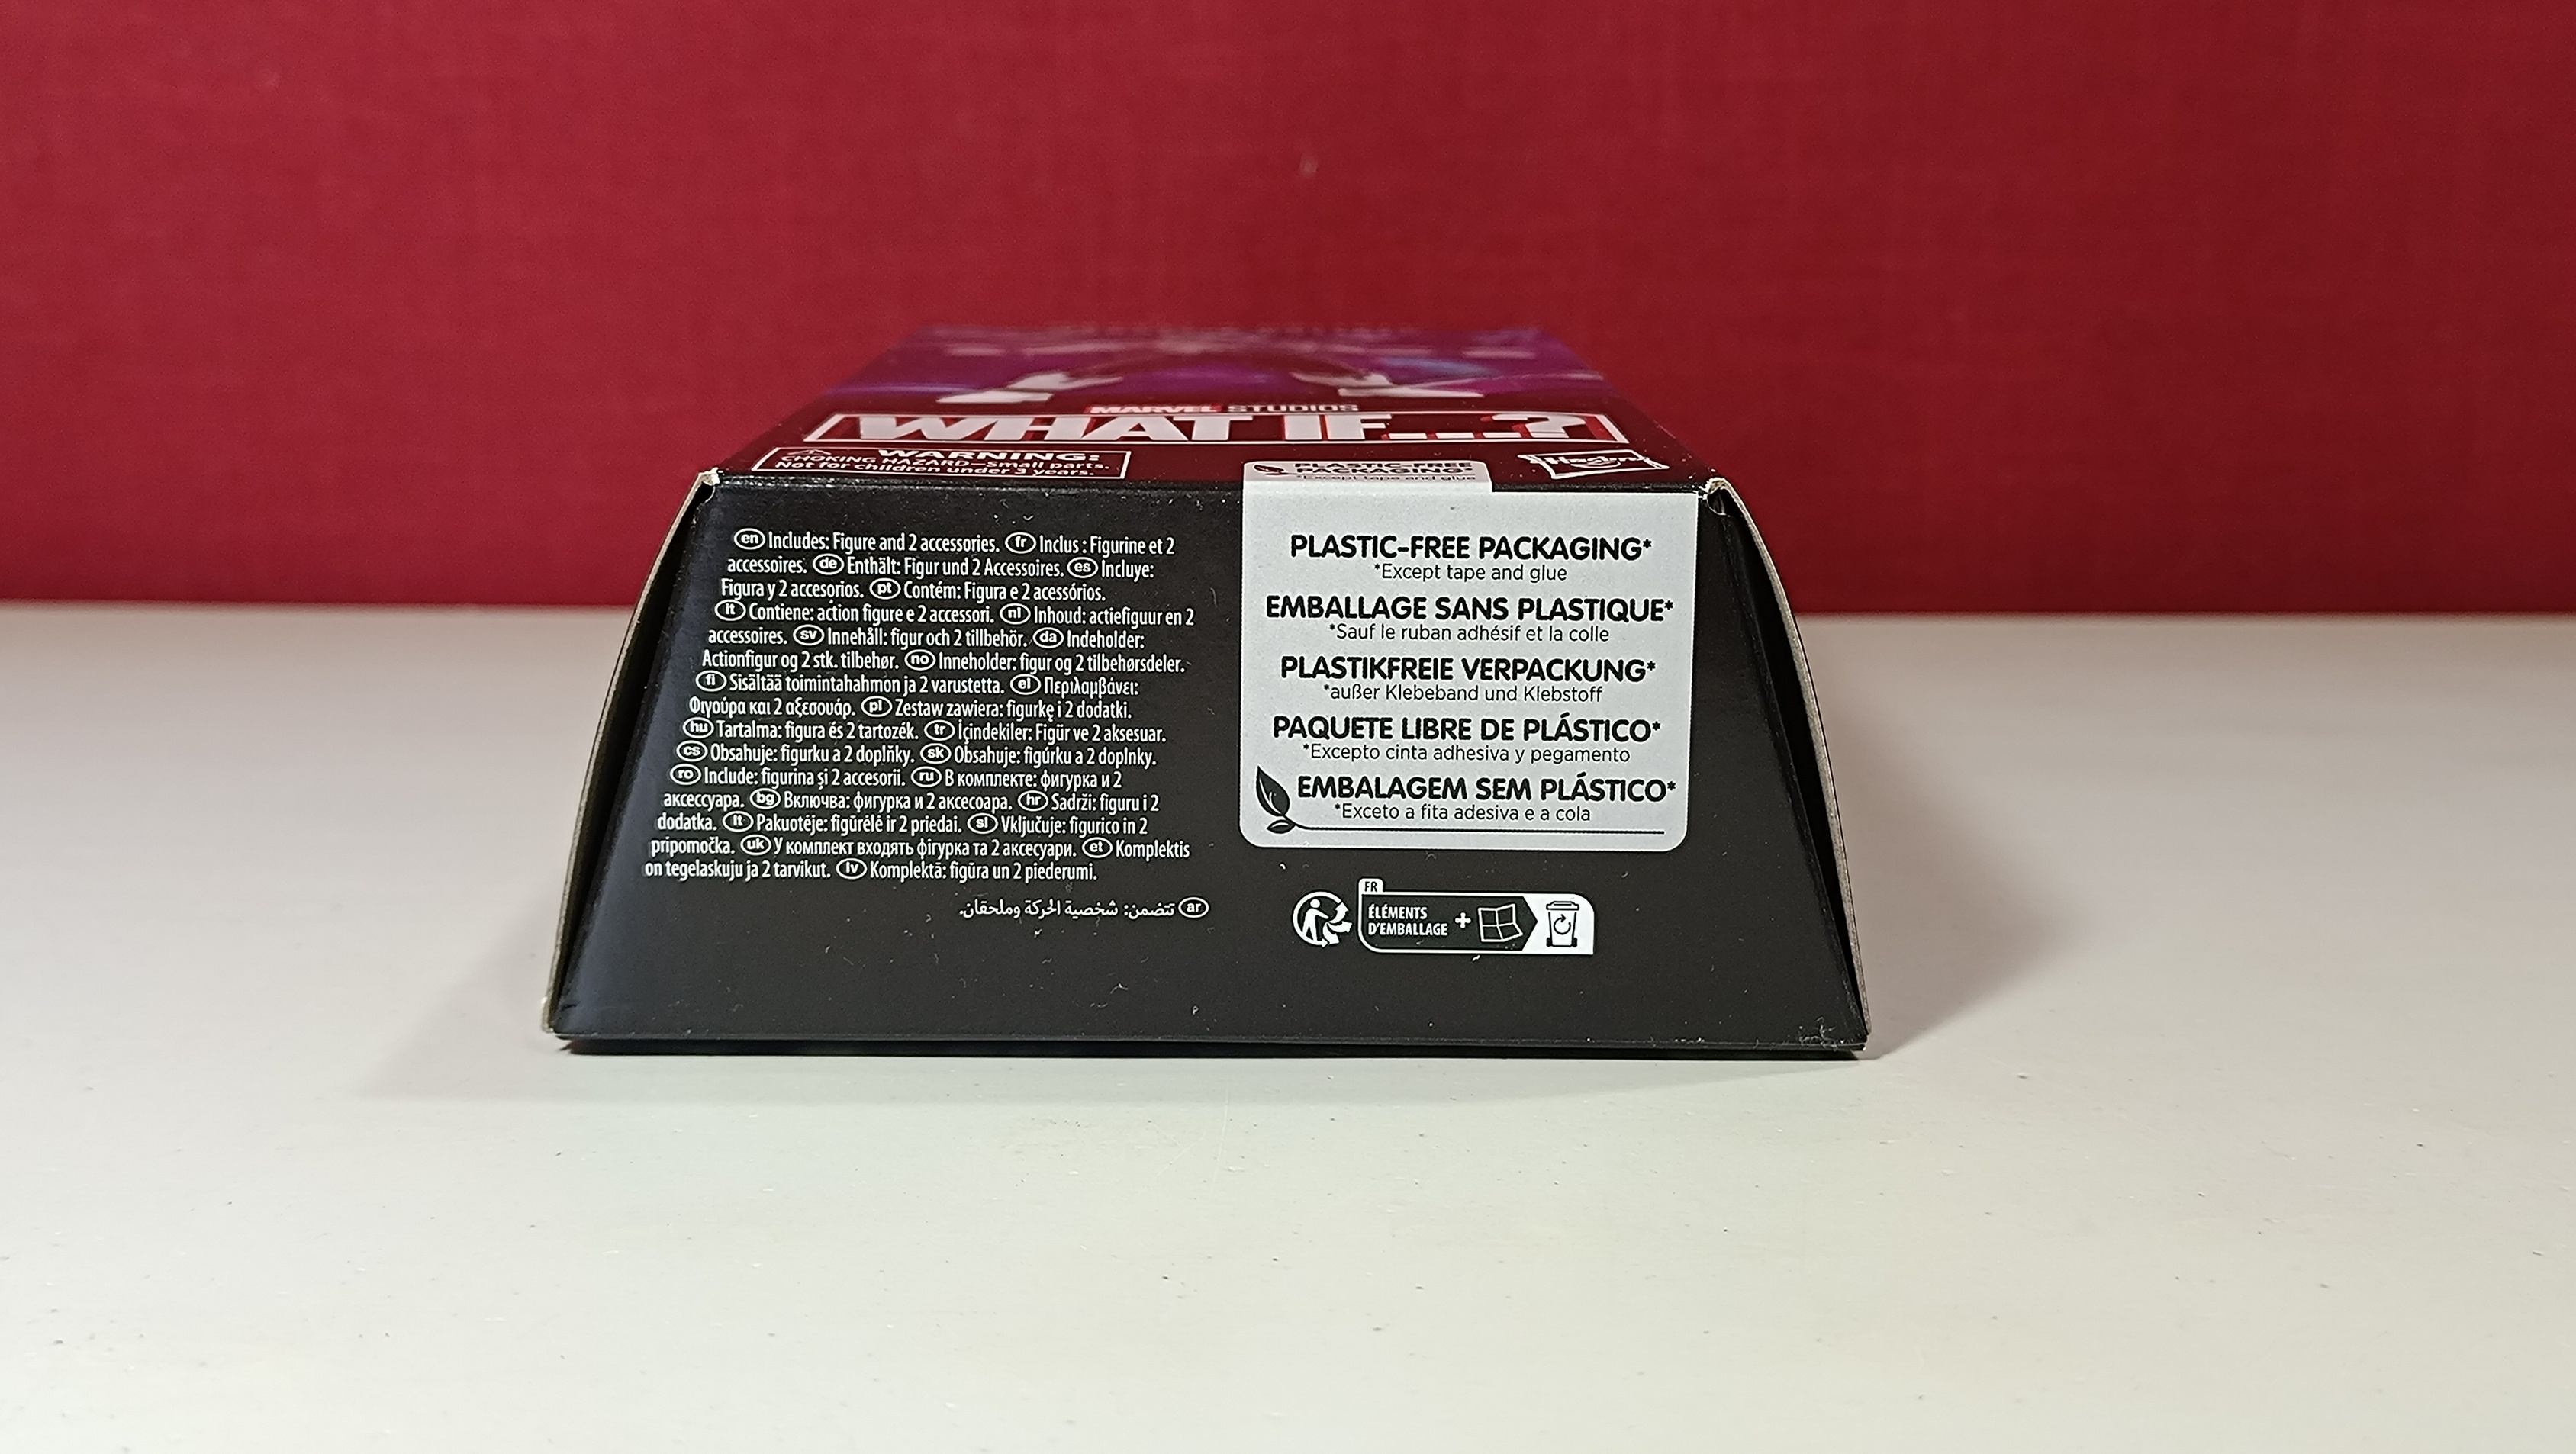 MARVEL STUDIOS
WHAT IF...?
WARNING:
CHOKING HAZARD—Small parts.
Not for children under 3 years.
PLASTIC-FREE
PACKAGING*
*Except tape and glue
Hasbro
en Includes: Figure and 2 accessories. fr Inclus : Figurine et 2
accessoires. de Enthält: Figur und 2 Accessoires. es Incluye:
Figura y 2 accesorios. pt Contém: Figura e 2 acessórios.
it Contiene: action figure e 2 accessori. nl Inhoud: actiefiguur en 2
accessoires. sv Innehåll: figur och 2 tillbehör. da Indeholder:
Actionfigur og 2 stk. tilbehør. no Inneholder: figur og 2 tilbehørsdeler.
fi Sisältää toimintahahmon ja 2 varustetta. el Περιλαμβάνει:
Φιγούρα και 2 αξεσουάρ. pl Zestaw zawiera: figurkę i 2 dodatki.
hu Tartalma: figura és 2 tartozék. tr İçindekiler: Figür ve 2 aksesuar.
cs Obsahuje: figurku a 2 doplňky. sk Obsahuje: figúrku a 2 doplnky.
ro Include: figurina și 2 accesorii. ru В комплекте: фигурка и 2
аксессуара. bg Включва: фигурка и 2 аксесоара. hr Sadrži: figuru i 2
dodatka. lt Pakuotėje: figūrėlė ir 2 priedai. sl Vključuje: figurico in 2
pripomočka. uk У комплект входять фігурка та 2 аксесуари. et Komplektis
on tegelaskuju ja 2 tarvikut. lv Komplektā: figūra un 2 piederumi.
ar تتضمن: شخصية الحركة وملحقان.
PLASTIC-FREE PACKAGING*
*Except tape and glue
EMBALLAGE SANS PLASTIQUE*
*Sauf le ruban adhésif et la colle
PLASTIKFREIE VERPACKUNG*
*außer Klebeband und Klebstoff
PAQUETE LIBRE DE PLÁSTICO*
*Excepto cinta adhesiva y pegamento
EMBALAGEM SEM PLÁSTICO*
*Exceto a fita adesiva e a cola
FR
ÉLÉMENTS
D'EMBALLAGE +